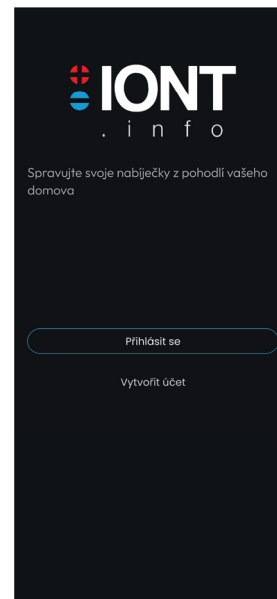 IONT
.info
Spravujte svoje nabíječky z pohodlí vašeho
domova
Přihlásit se
Vytvořit účet